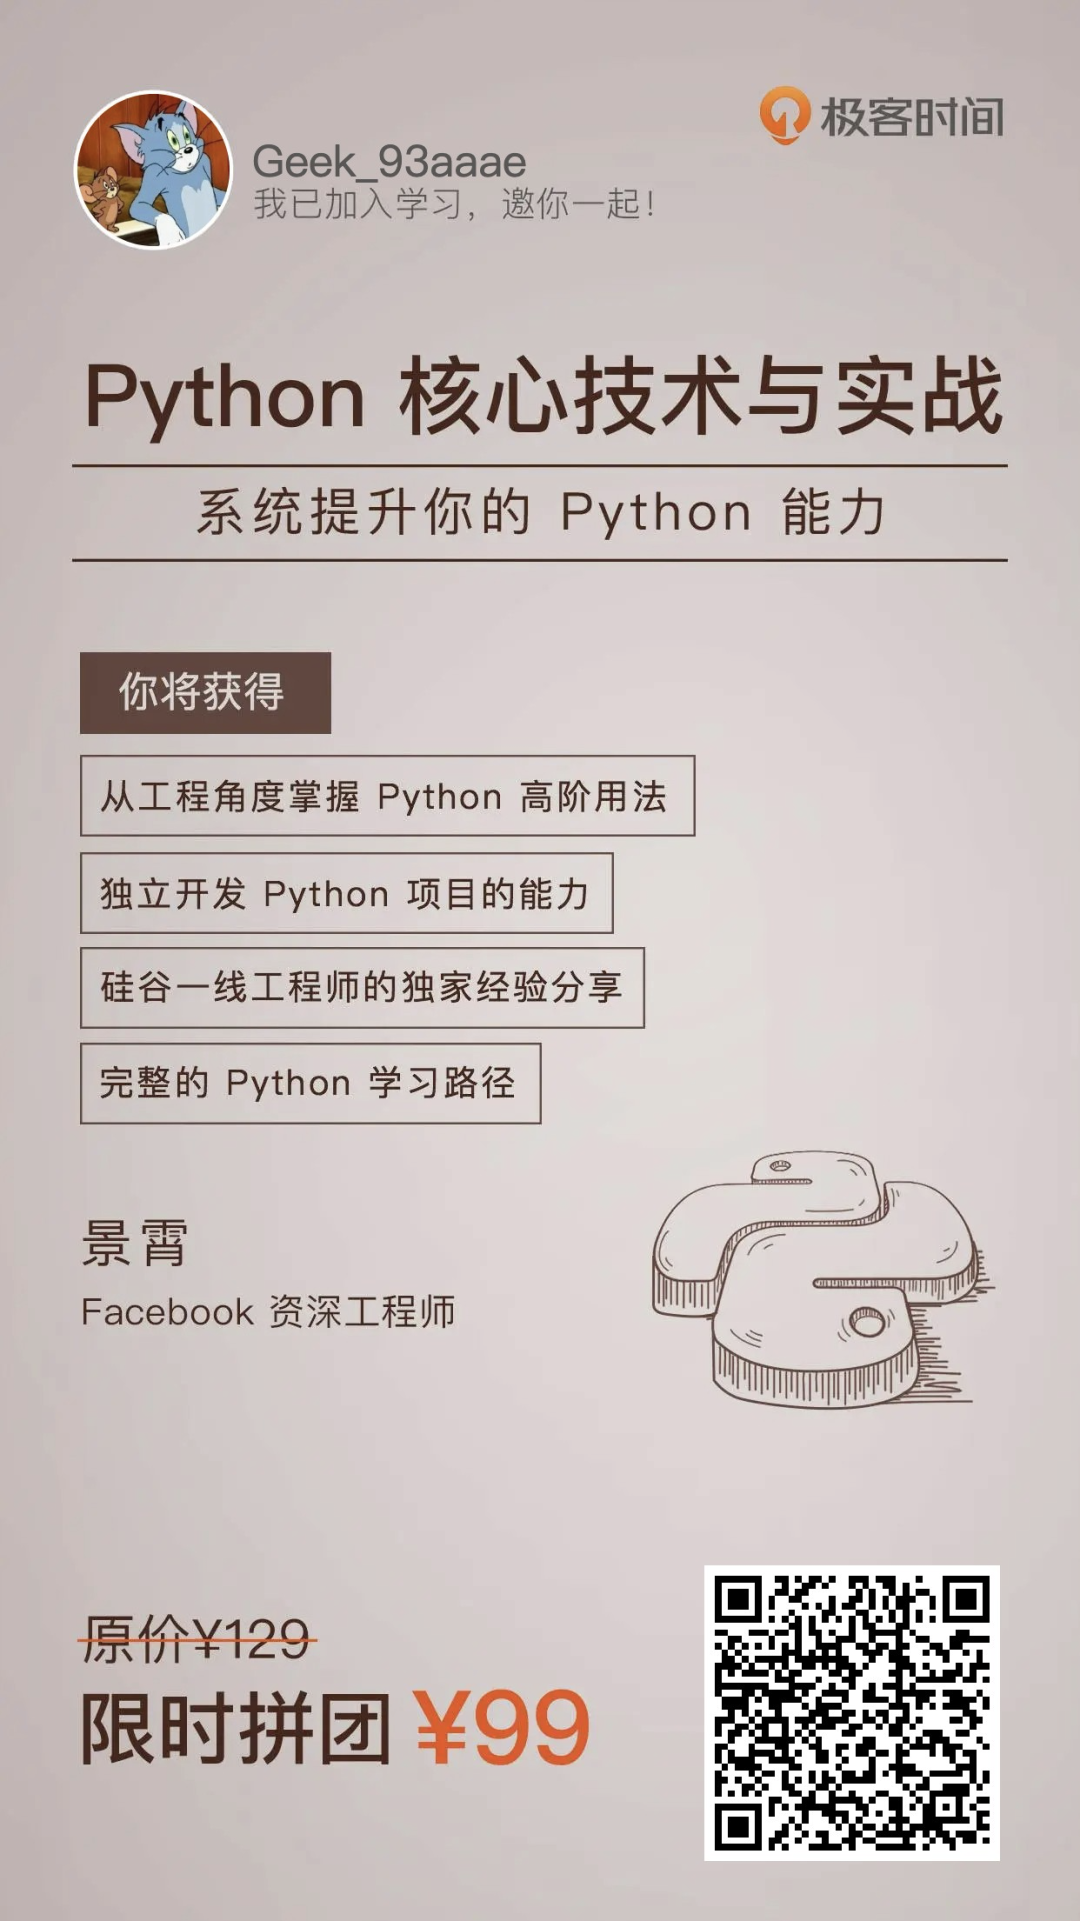 极客时间
Geek_93aaae
我已加入学习，邀你一起！
Python 核心技术与实战
系统提升你的 Python 能力
你将获得
从工程角度掌握 Python 高阶用法
独立开发 Python 项目的能力
硅谷一线工程师的独家经验分享
完整的 Python 学习路径
景霄
Facebook 资深工程师
原价¥129
限时拼团 ¥99